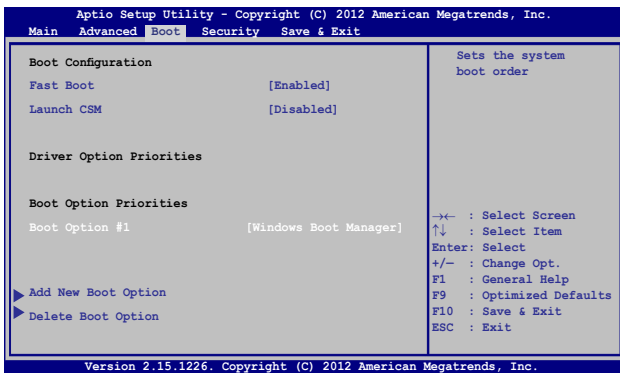 Aptio Setup Utility - Copyright (C) 2012 American Megatrends, Inc.
Main Advanced Boot Security Save & Exit
Boot Configuration
Fast Boot [Enabled]
Launch CSM [Disabled]
Driver Option Priorities
Boot Option Priorities
Boot Option #1 [Windows Boot Manager]
Add New Boot Option
Delete Boot Option
Sets the system
boot order
→← : Select Screen
↑↓ : Select Item
Enter: Select
+/— : Change Opt.
F1 : General Help
F9 : Optimized Defaults
F10 : Save & Exit
ESC : Exit
Version 2.15.1226. Copyright (C) 2012 American Megatrends, Inc.